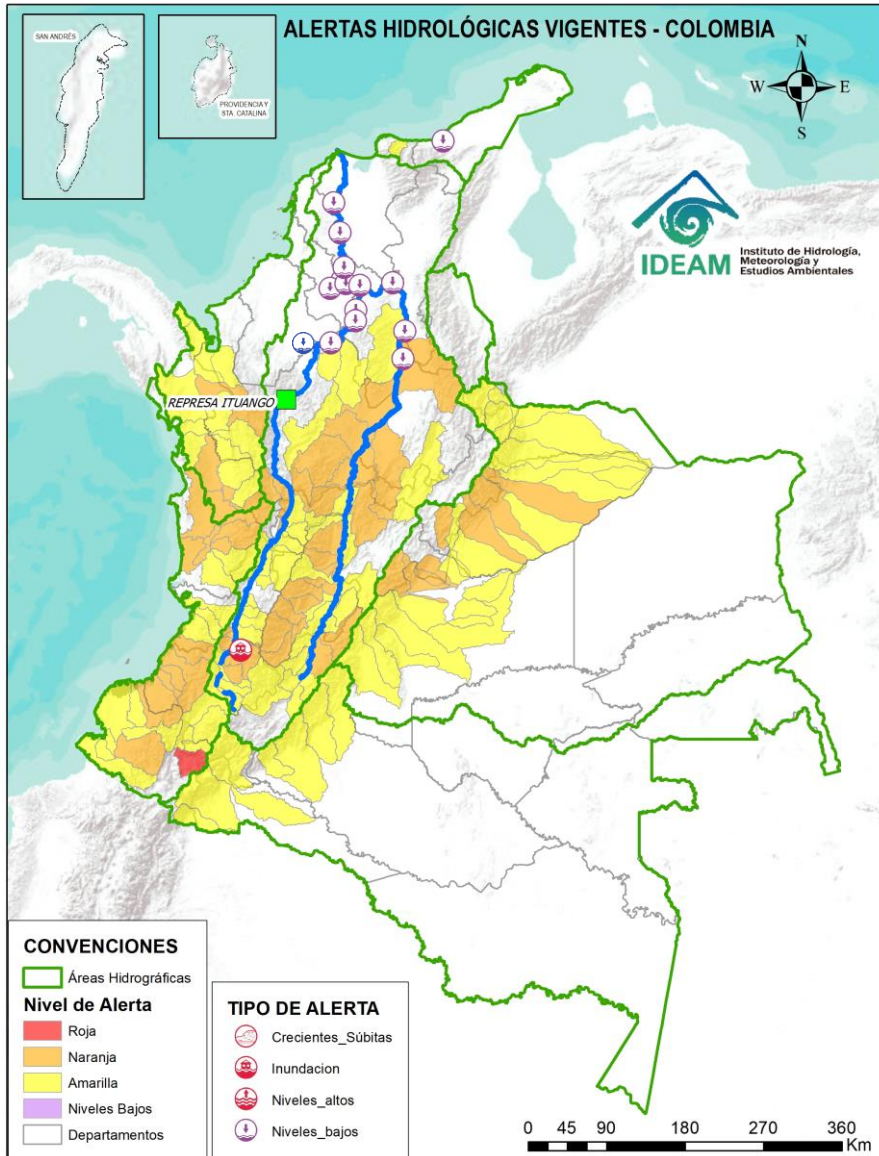 ALERTAS HIDROLÓGICAS VIGENTES - COLOMBIA
SAN ANDRÉS
PROVIDENCIA Y
STA. CATALINA
N
W
E
S
IDEAM
Instituto de Hidrología,
Meteorología y
Estudios Ambientales
REPRESA ITUANGO
CONVENCIONES
Áreas Hidrográficas
Nivel de Alerta
Roja
Naranja
Amarilla
Niveles Bajos
Departamentos
TIPO DE ALERTA
Crecientes_Súbitas
Inundacion
Niveles_altos
Niveles_bajos
0 45 90 180 270 360
Km